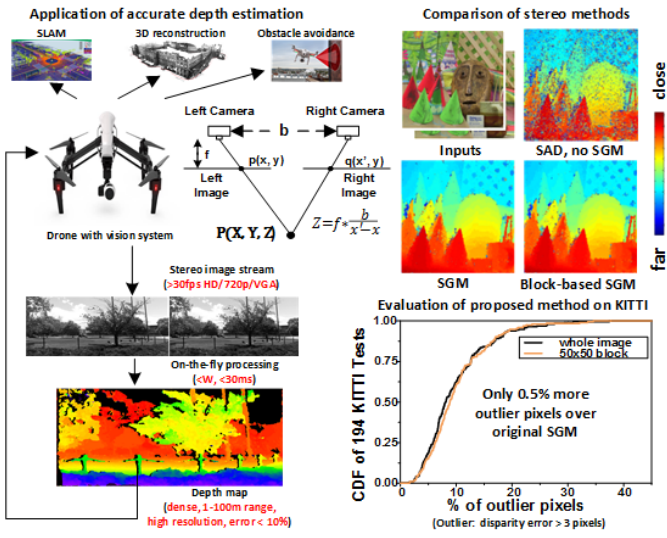 Application of accurate depth estimation
SLAM
3D reconstruction
Obstacle avoidance
Left Camera
Right Camera
b
f
p(x, y)
q(x', y)
Left
Image
Right
Image
P(X, Y, Z)
Z=f*b/x'-x
Drone with vision system
Stereo image stream
(>30fps HD/720p/VGA)
On-the-fly processing
(<W, <30ms)
Depth map
(dense, 1-100m range,
high resolution, error < 10%)
Comparison of stereo methods
Inputs
SAD, no SGM
SGM
Block-based SGM
close
far
Evaluation of proposed method on KITTI
CDF of 194 KITTI Tests
1.00
0.75
0.50
0.25
0.00
whole image
50x50 block
Only 0.5% more
outlier pixels over
original SGM
0 10 20 30 40
% of outlier pixels
(Outlier: disparity error > 3 pixels)